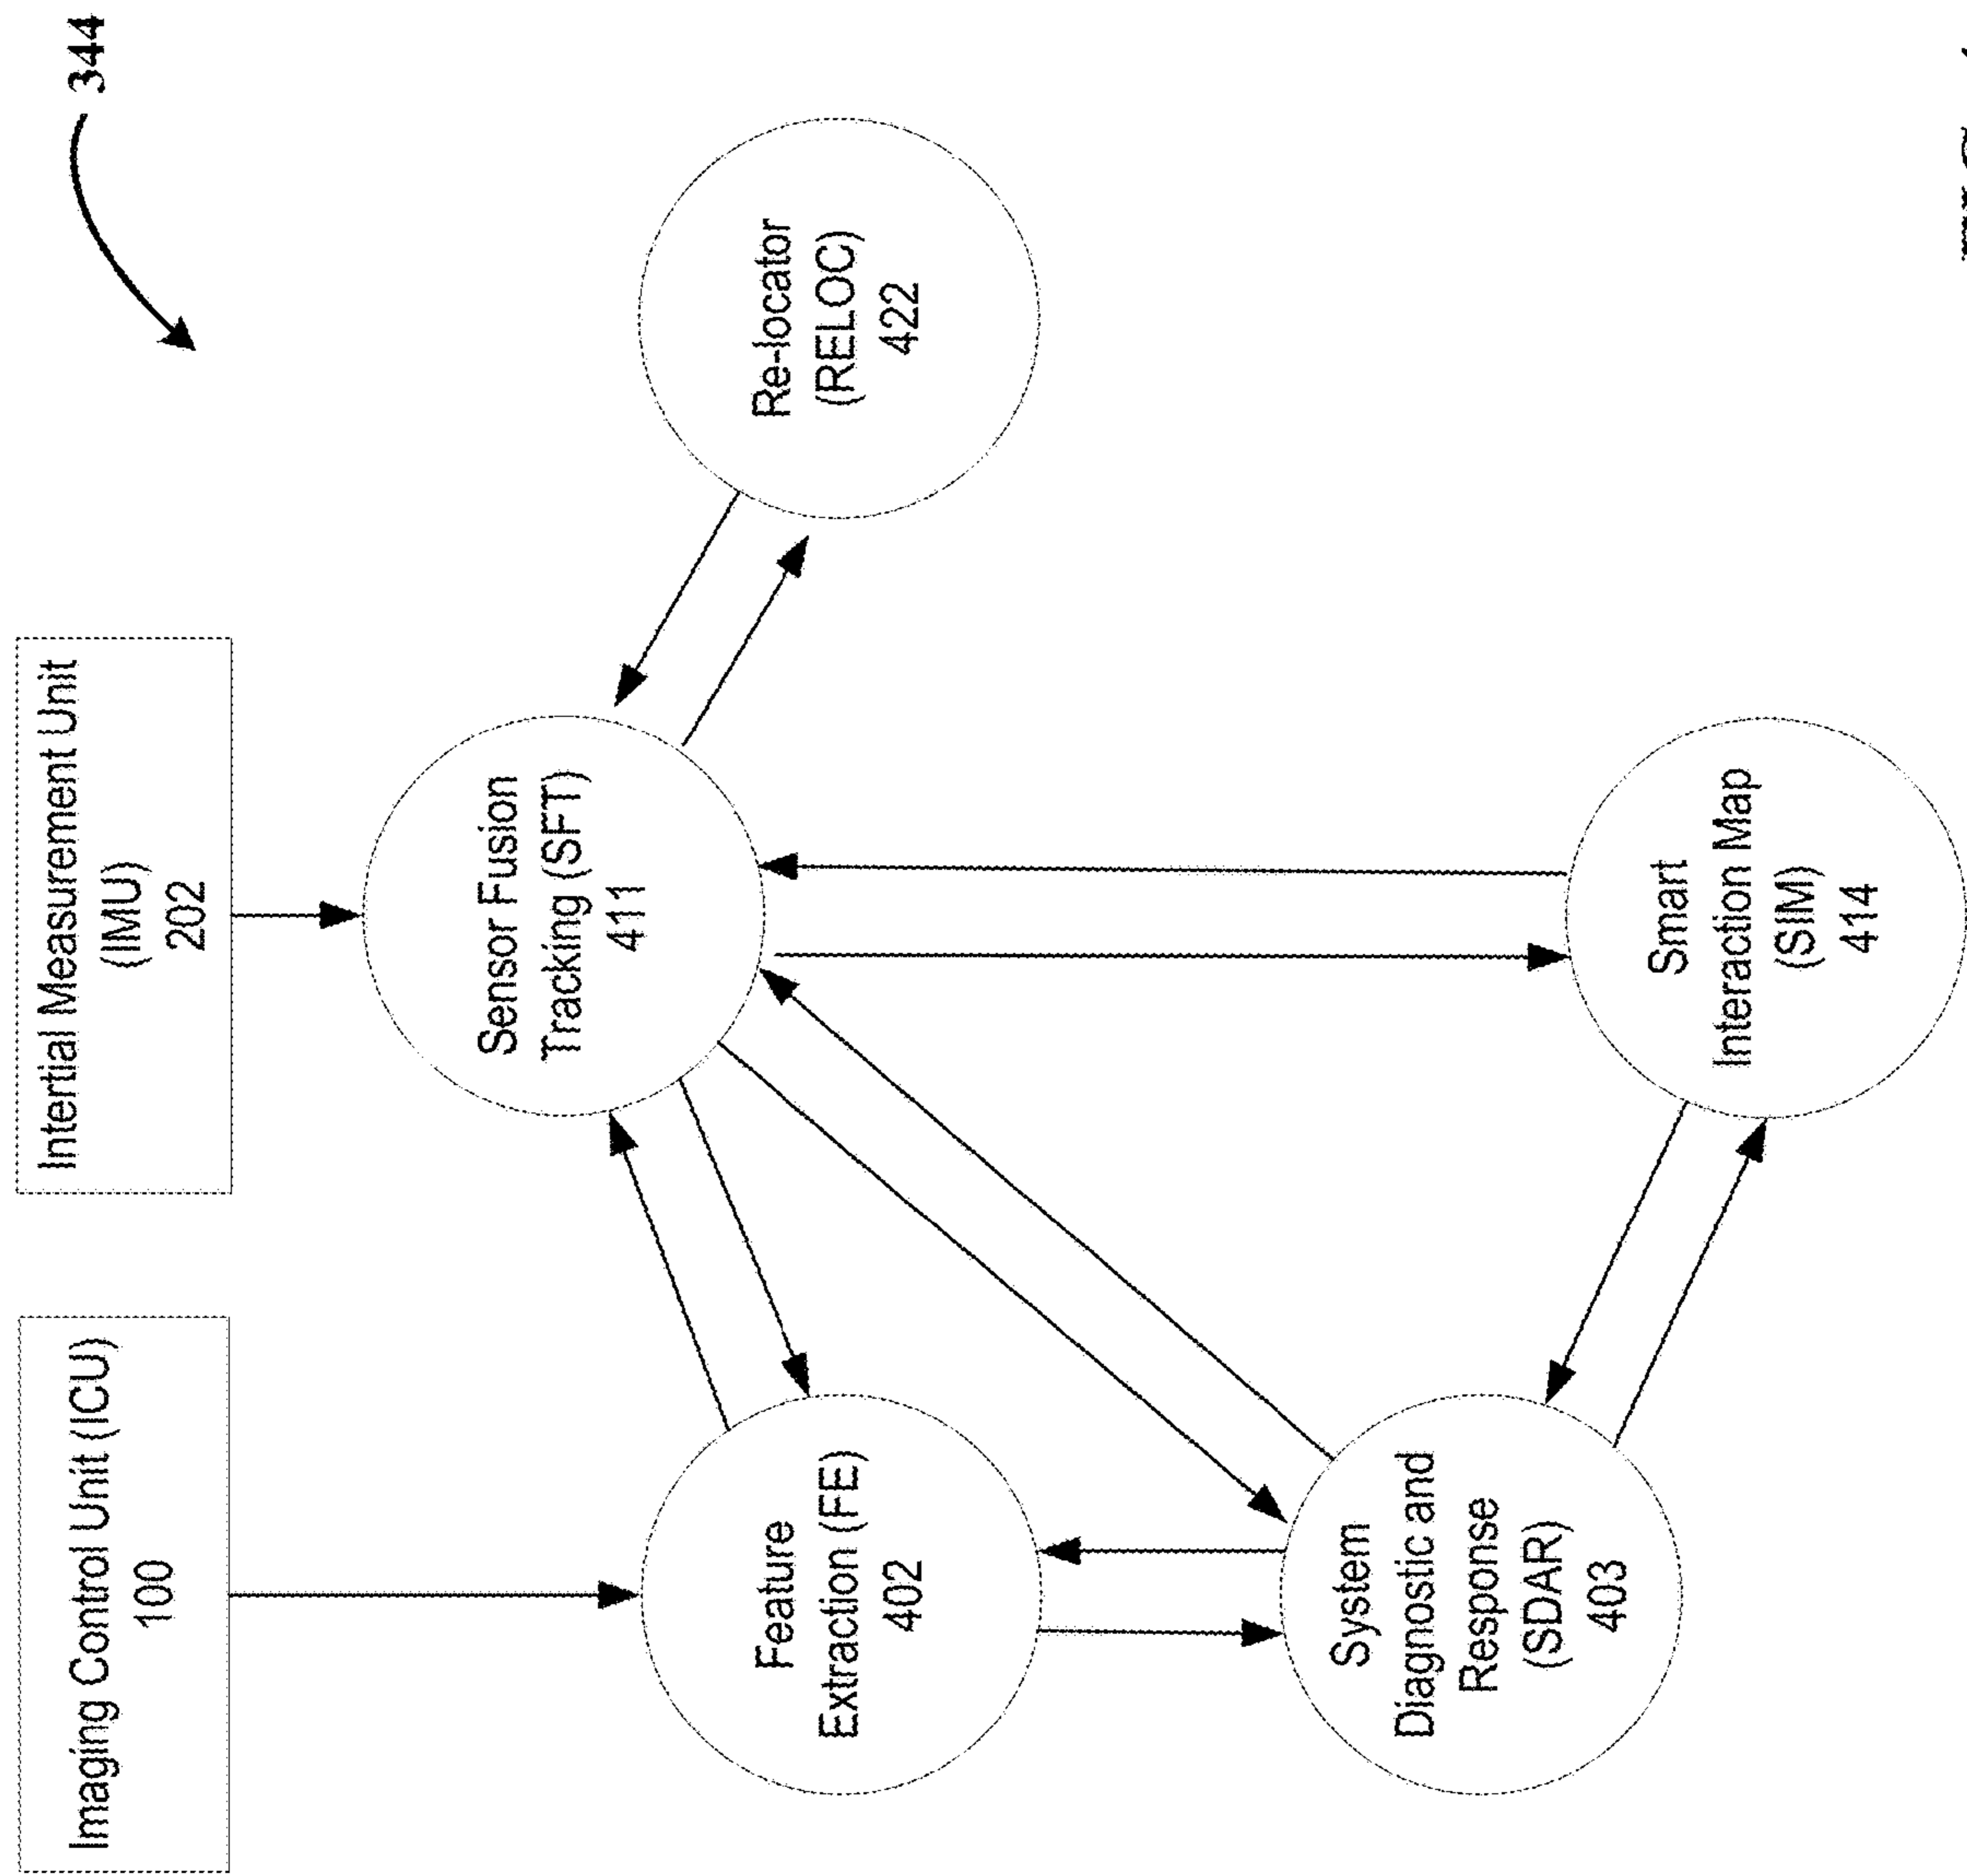 344
Intertial Measurement Unit
(IMU)
202
Imaging Control Unit (ICU)
100
Re-locator
(RELOC)
422
Sensor Fusion
Tracking (SFT)
411
Feature
Extraction (FE)
402
System
Diagnostic and
Response
(SDAR)
403
Smart
Interaction Map
(SIM)
414